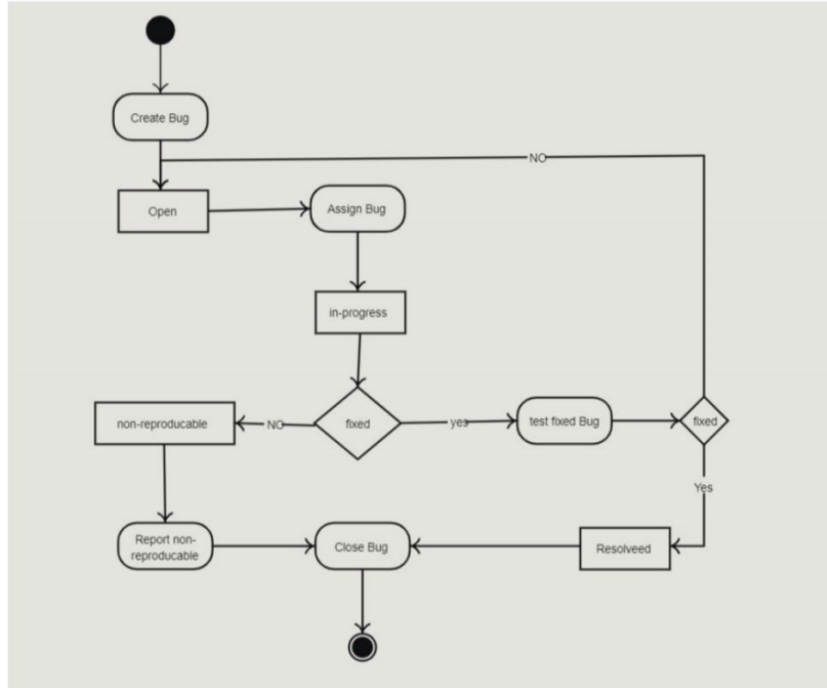 Create Bug
NO
Open
Assign Bug
in-progress
non-reproducable
NO
fixed
yes
test fixed Bug
fixed
Yes
Report non-
reproducable
Close Bug
Resolveed